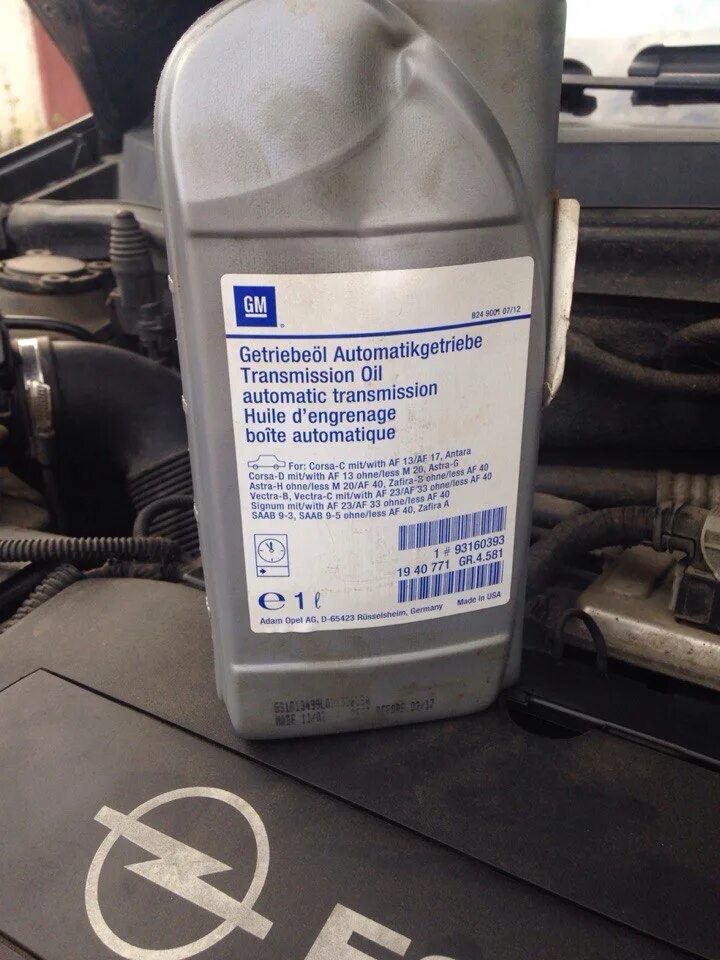 GM
B24 9001 07/12
Getriebeöl Automatikgetriebe
Transmission Oil
automatic transmission
Huile d'engrenage
boîte automatique
For: Corsa-C mit/with AF 13/AF 17, Antara
Corsa-D mit/with AF 13 ohne/less M 20, Astra-G
Astra-H ohne/less M 20/AF 40, Zafira-B ohne/less AF 40
Vectra-B, Vectra-C mit/with AF 23/AF 33 ohne/less AF 40
Signum mit/with AF 23/AF 33 ohne/less AF 40
SAAB 9-3, SAAB 9-5 ohne/less AF 40, Zafira A
1 # 93160393
19 40 771 GR.4.581
e 1 ℓ
Made in USA
Adam Opel AG, D-65423 Rüsselsheim, Germany
MADE 11/07